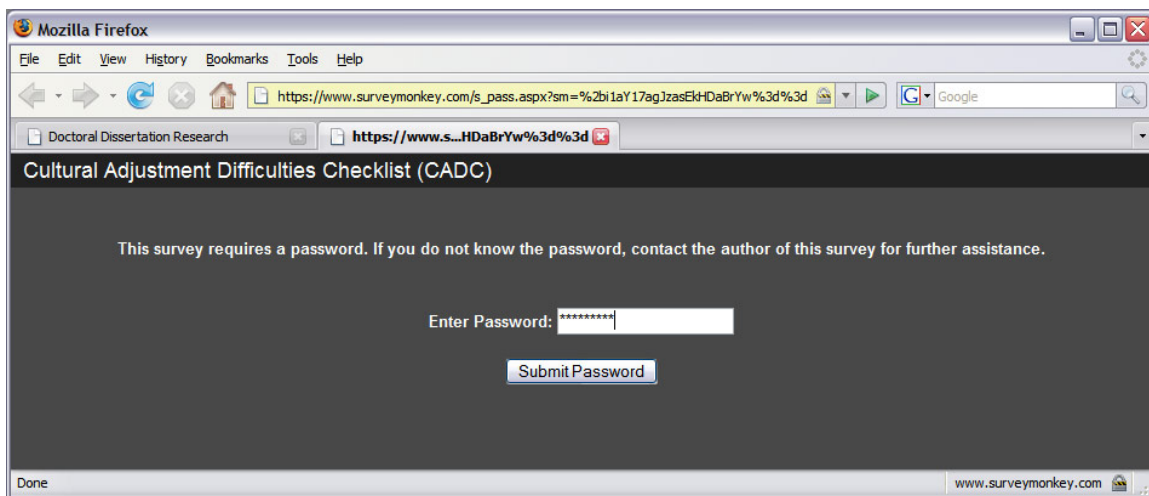 Mozilla Firefox
File Edit View History Bookmarks Tools Help
https://www.surveymonkey.com/s_pass.aspx?sm=%2bi1aY17agJzasEkHDaBrYw%3d%3d G Google
Doctoral Dissertation Research https://www.s...HDaBrYw%3d%3d
Cultural Adjustment Difficulties Checklist (CADC)
This survey requires a password. If you do not know the password, contact the author of this survey for further assistance.
Enter Password: *********
Submit Password
Done www.surveymonkey.com